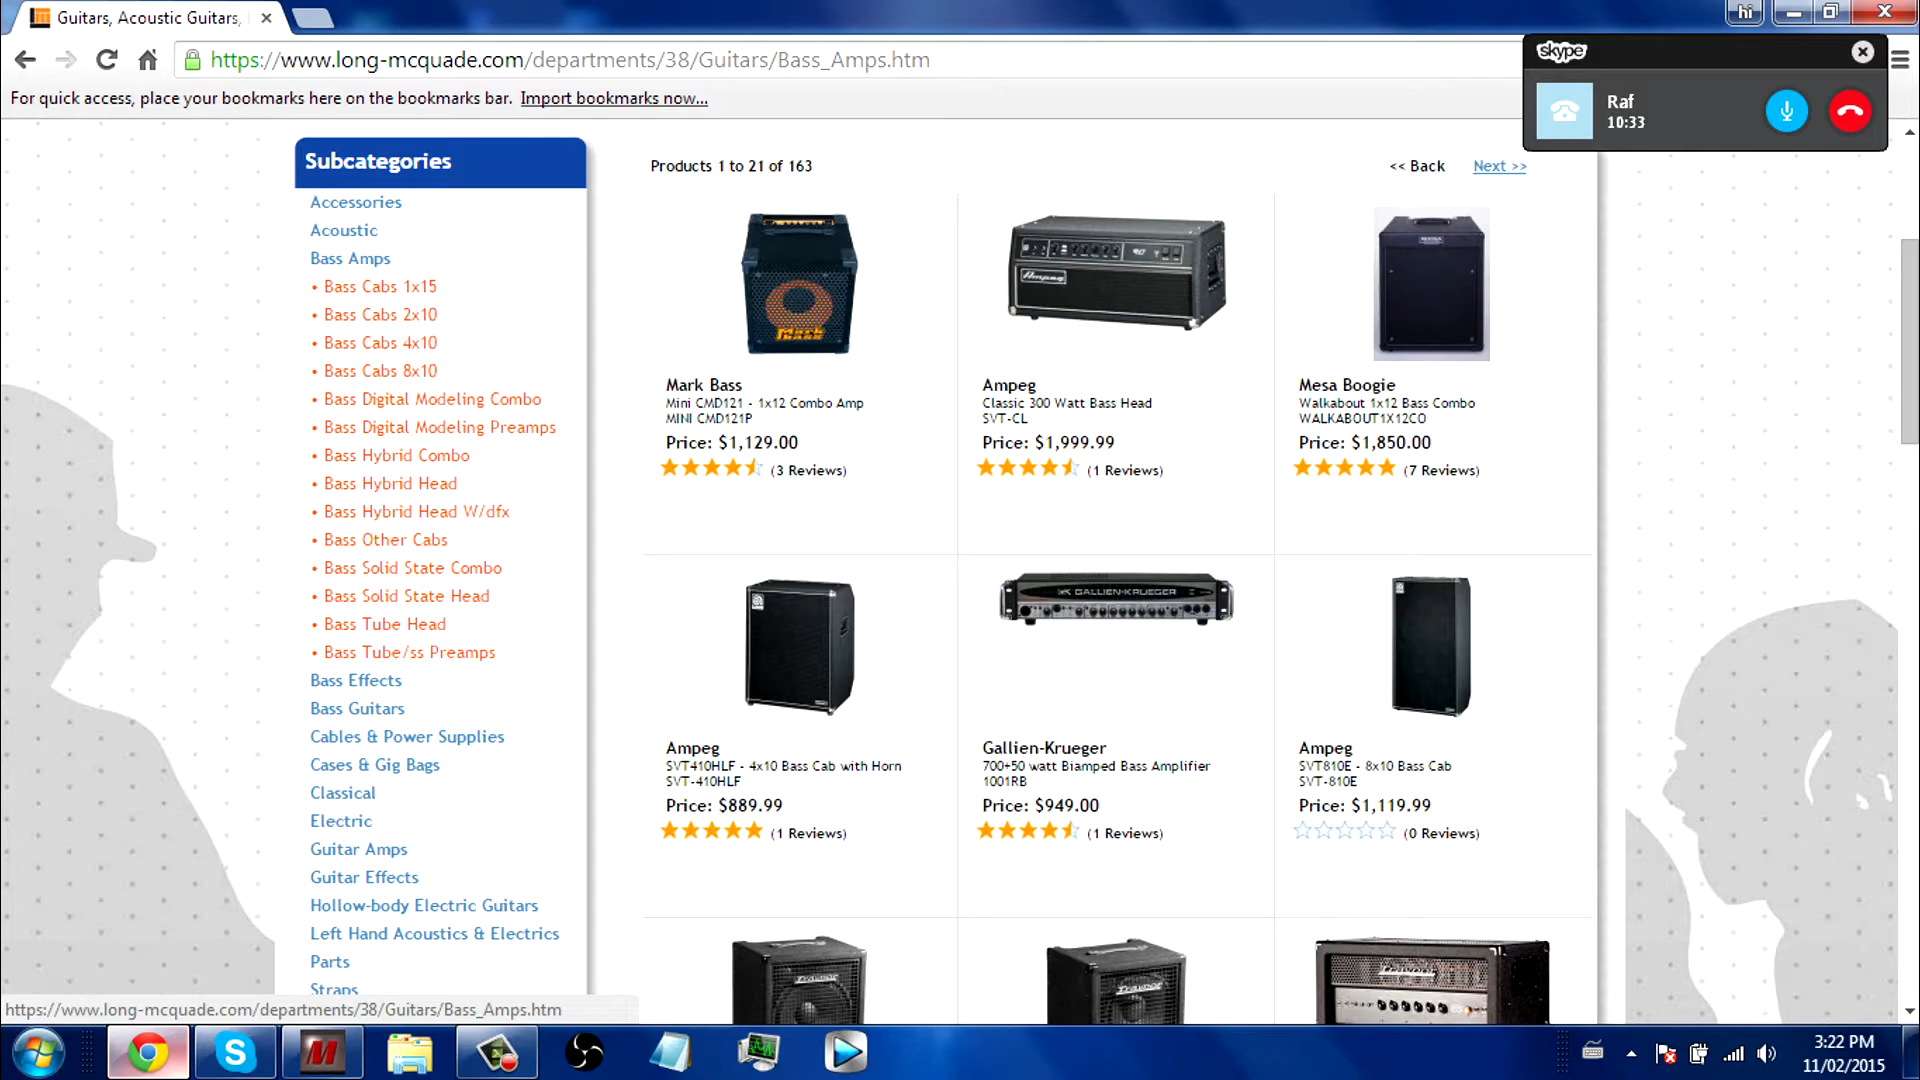 Guitars, Acoustic Guitars,
hi
https://www.long-mcquade.com/departments/38/Guitars/Bass_Amps.htm
For quick access, place your bookmarks here on the bookmarks bar. Import bookmarks now...
skype
Raf
10:33
Subcategories
Accessories
Acoustic
Bass Amps
• Bass Cabs 1x15
• Bass Cabs 2x10
• Bass Cabs 4x10
• Bass Cabs 8x10
• Bass Digital Modeling Combo
• Bass Digital Modeling Preamps
• Bass Hybrid Combo
• Bass Hybrid Head
• Bass Hybrid Head W/dfx
• Bass Other Cabs
• Bass Solid State Combo
• Bass Solid State Head
• Bass Tube Head
• Bass Tube/ss Preamps
Bass Effects
Bass Guitars
Cables & Power Supplies
Cases & Gig Bags
Classical
Electric
Guitar Amps
Guitar Effects
Hollow-body Electric Guitars
Left Hand Acoustics & Electrics
Parts
Straps
Products 1 to 21 of 163
<< Back Next >>
Mark bass
Mark Bass
Mini CMD121 - 1x12 Combo Amp
MINI CMD121P
Price: $1,129.00
(3 Reviews)
Ampeg
Ampeg
Classic 300 Watt Bass Head
SVT-CL
Price: $1,999.99
(1 Reviews)
Mesa Boogie
Walkabout 1x12 Bass Combo
WALKABOUT1X12CO
Price: $1,850.00
(7 Reviews)
Ampeg
SVT410HLF - 4x10 Bass Cab with Horn
SVT-410HLF
Price: $889.99
(1 Reviews)
GALLIEN-KRUEGER
Gallien-Krueger
700+50 watt Biamped Bass Amplifier
1001RB
Price: $949.00
(1 Reviews)
Ampeg
SVT810E - 8x10 Bass Cab
SVT-810E
Price: $1,119.99
(0 Reviews)
Traynor
Traynor
Traynor
https://www.long-mcquade.com/departments/38/Guitars/Bass_Amps.htm
3:22 PM
11/02/2015